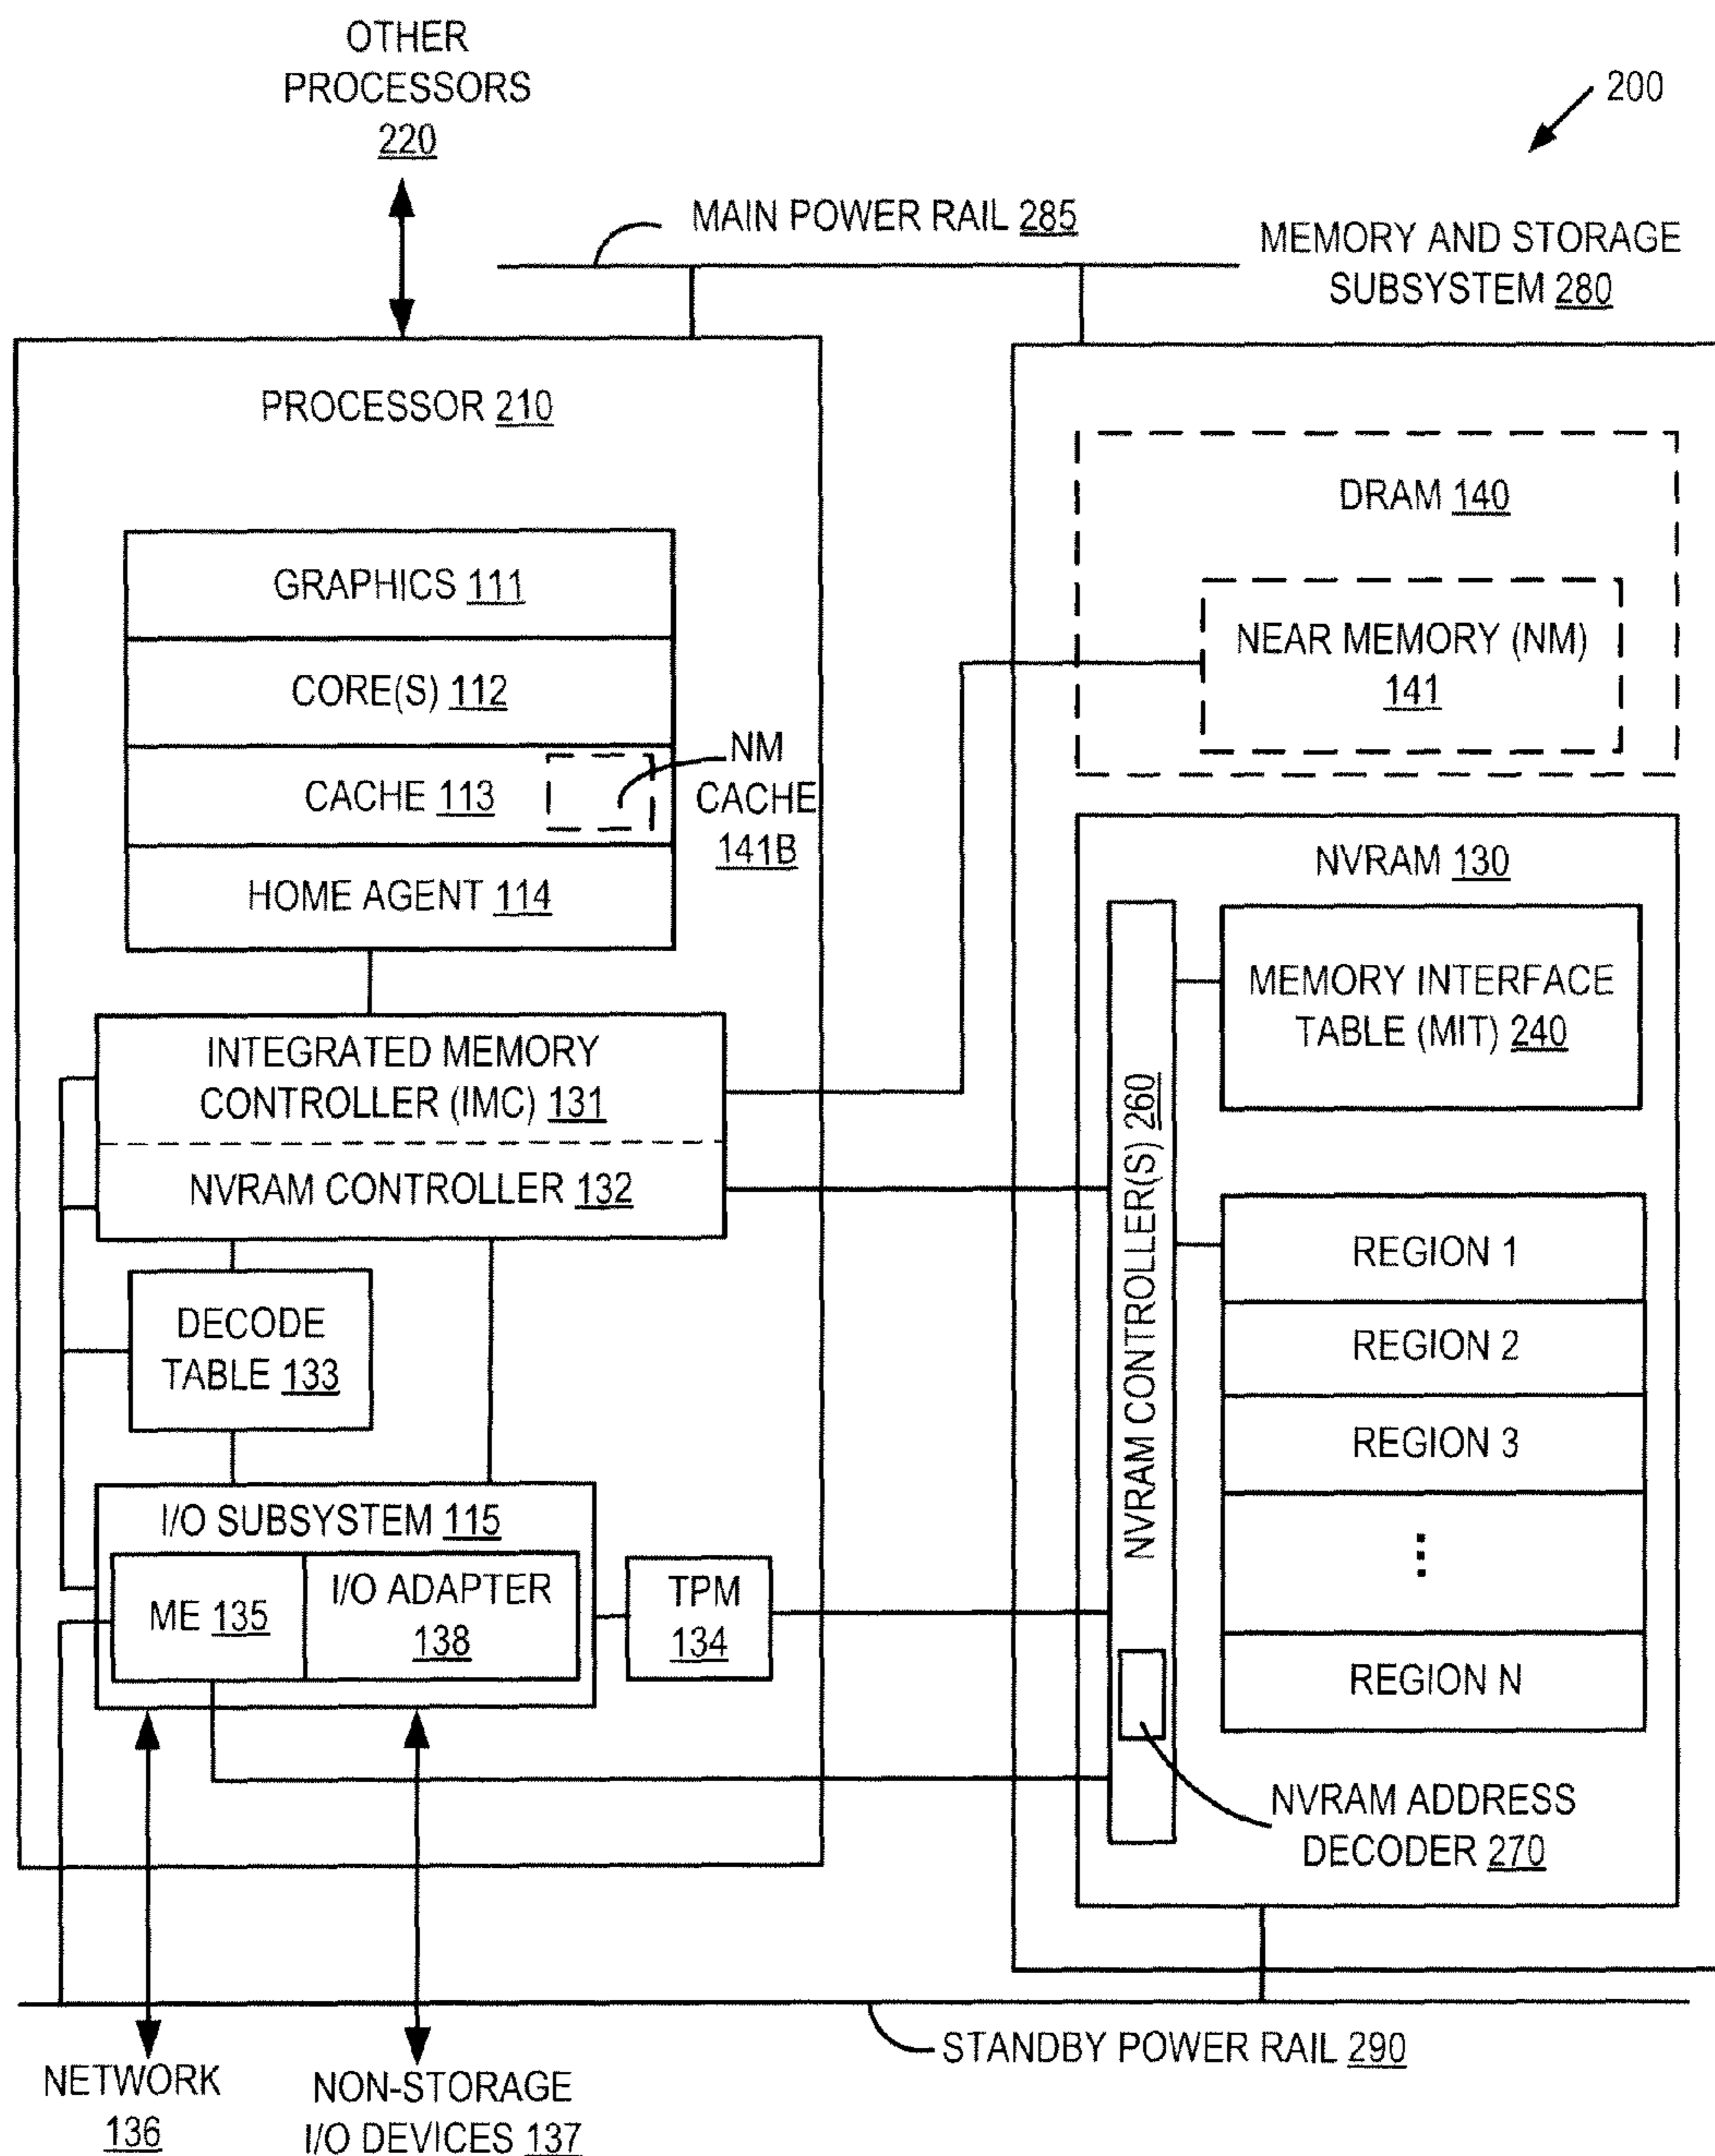 OTHER
PROCESSORS
220
200
MAIN POWER RAIL 285
MEMORY AND STORAGE
SUBSYSTEM 280
PROCESSOR 210
GRAPHICS 111
CORE(S) 112
CACHE 113
NM
CACHE
141B
HOME AGENT 114
INTEGRATED MEMORY
CONTROLLER (IMC) 131
NVRAM CONTROLLER 132
DECODE
TABLE 133
I/O SUBSYSTEM 115
ME 135
I/O ADAPTER
138
TPM
134
DRAM 140
NEAR MEMORY (NM)
141
NVRAM 130
NVRAM CONTROLLER(S) 260
MEMORY INTERFACE
TABLE (MIT) 240
REGION 1
REGION 2
REGION 3
⋮
REGION N
NVRAM ADDRESS
DECODER 270
STANDBY POWER RAIL 290
NETWORK
136
NON-STORAGE
I/O DEVICES 137